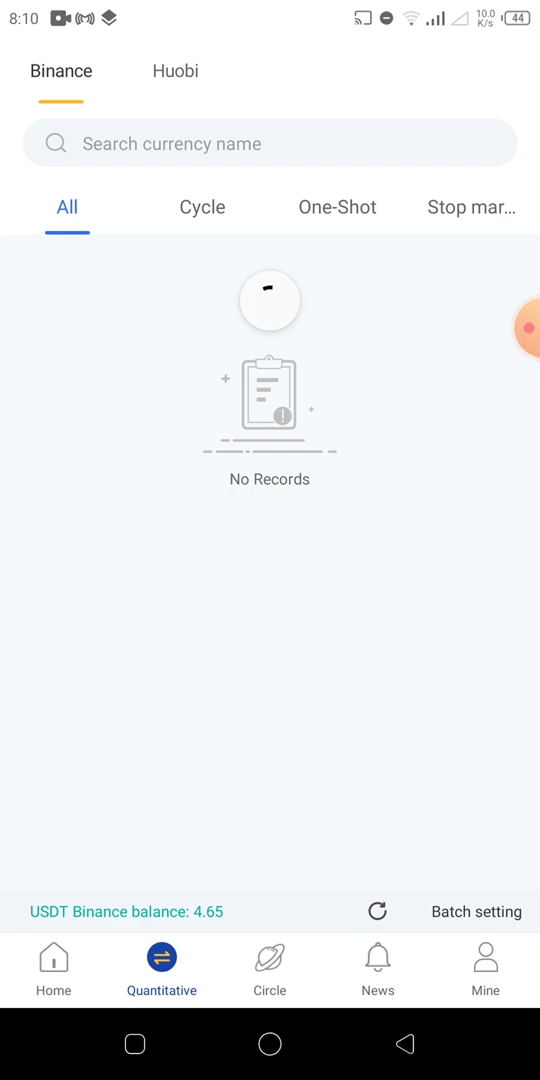 8:10 10.0 K/s 44
Binance Huobi
Search currency name
All Cycle One-Shot Stop mar...
No Records
USDT Binance balance: 4.65 Batch setting
Home Quantitative Circle News Mine